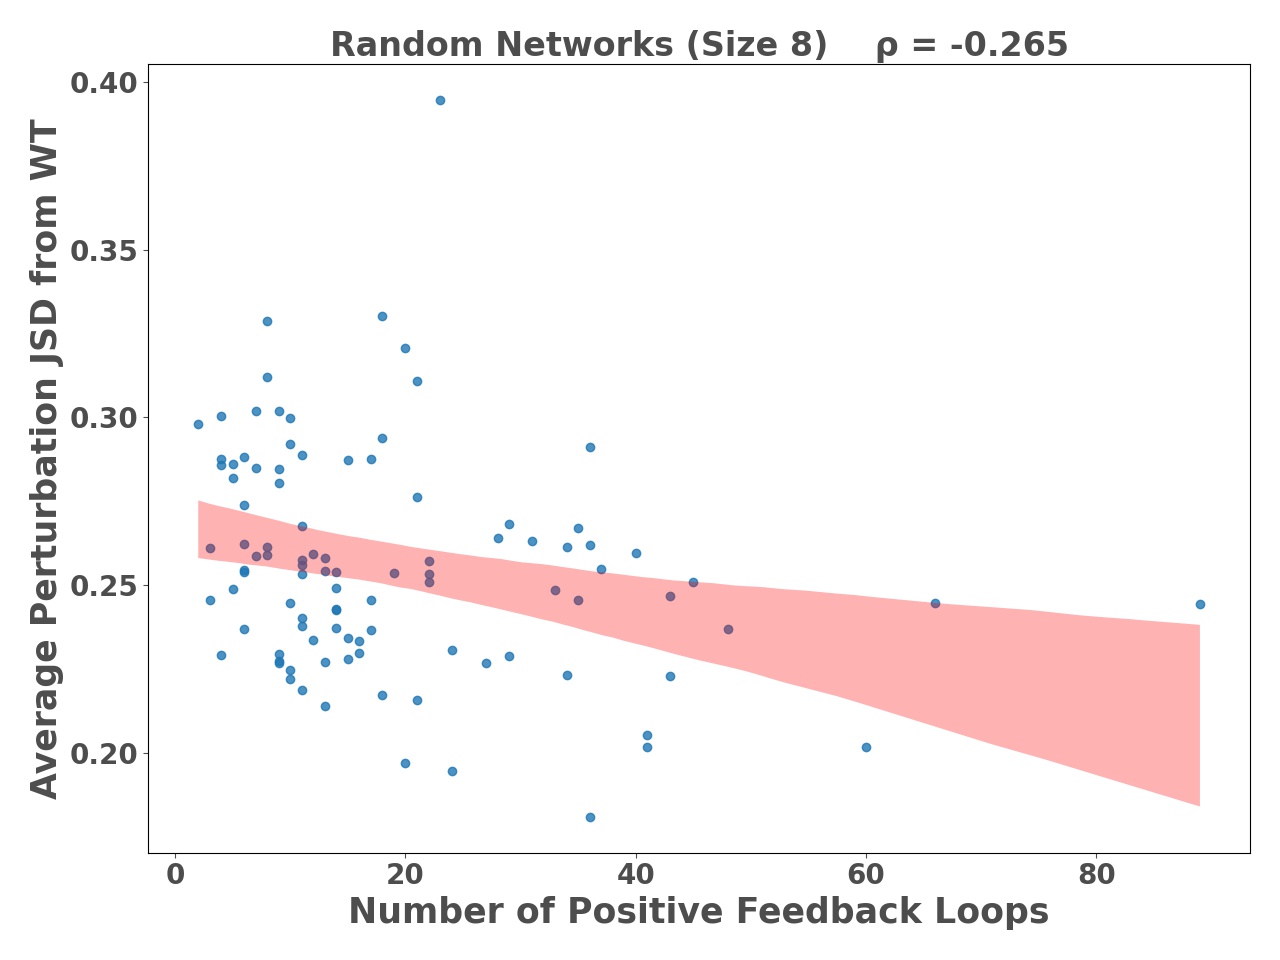 Random Networks (Size 8)    ρ = -0.265
Average Perturbation JSD from WT
0.40
0.35
0.30
0.25
0.20
0 20 40 60 80
Number of Positive Feedback Loops